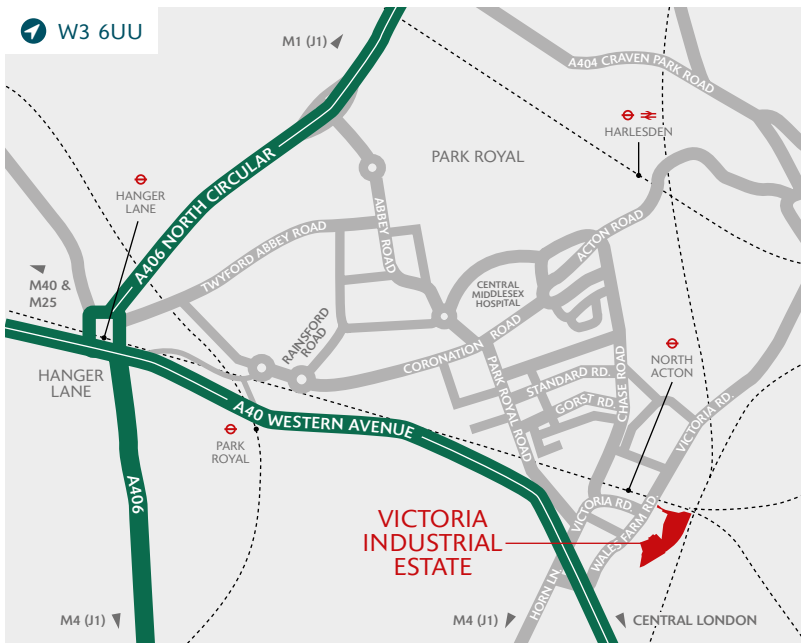 W3 6UU
M1 (J1)
A404 CRAVEN PARK ROAD
HARLESDEN
PARK ROYAL
HANGER
LANE
A406 NORTH CIRCULAR
ABBEY ROAD
TWYFORD ABBEY ROAD
ACTON ROAD
M40 &
M25
CENTRAL
MIDDLESEX
HOSPITAL
RAINSFORD
ROAD
CORONATION ROAD
NORTH
ACTON
HANGER
LANE
PARK ROYAL ROAD
STANDARD RD.
GORST RD.
CHASE ROAD
VICTORIA RD.
A40 WESTERN AVENUE
PARK
ROYAL
A406
VICTORIA
INDUSTRIAL
ESTATE
VICTORIA RD.
WALES FARM RD.
HORN LN.
M4 (J1)
M4 (J1)
CENTRAL LONDON